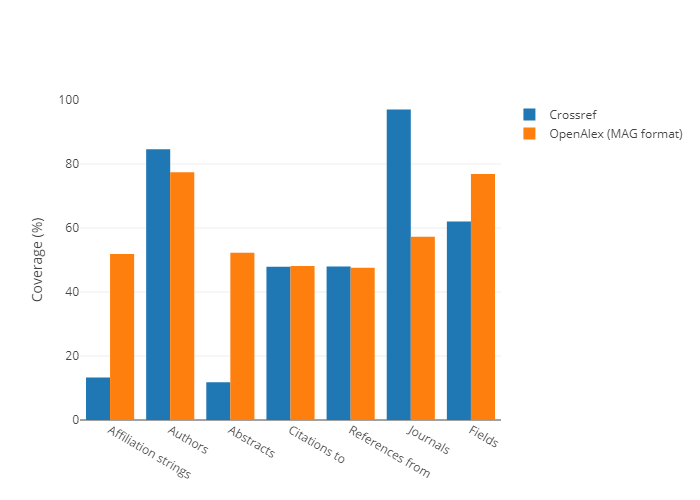 100
80
60
40
20
0
Coverage (%)
Affiliation strings
Authors
Abstracts
Citations to
References from
Journals
Fields
Crossref
OpenAlex (MAG format)